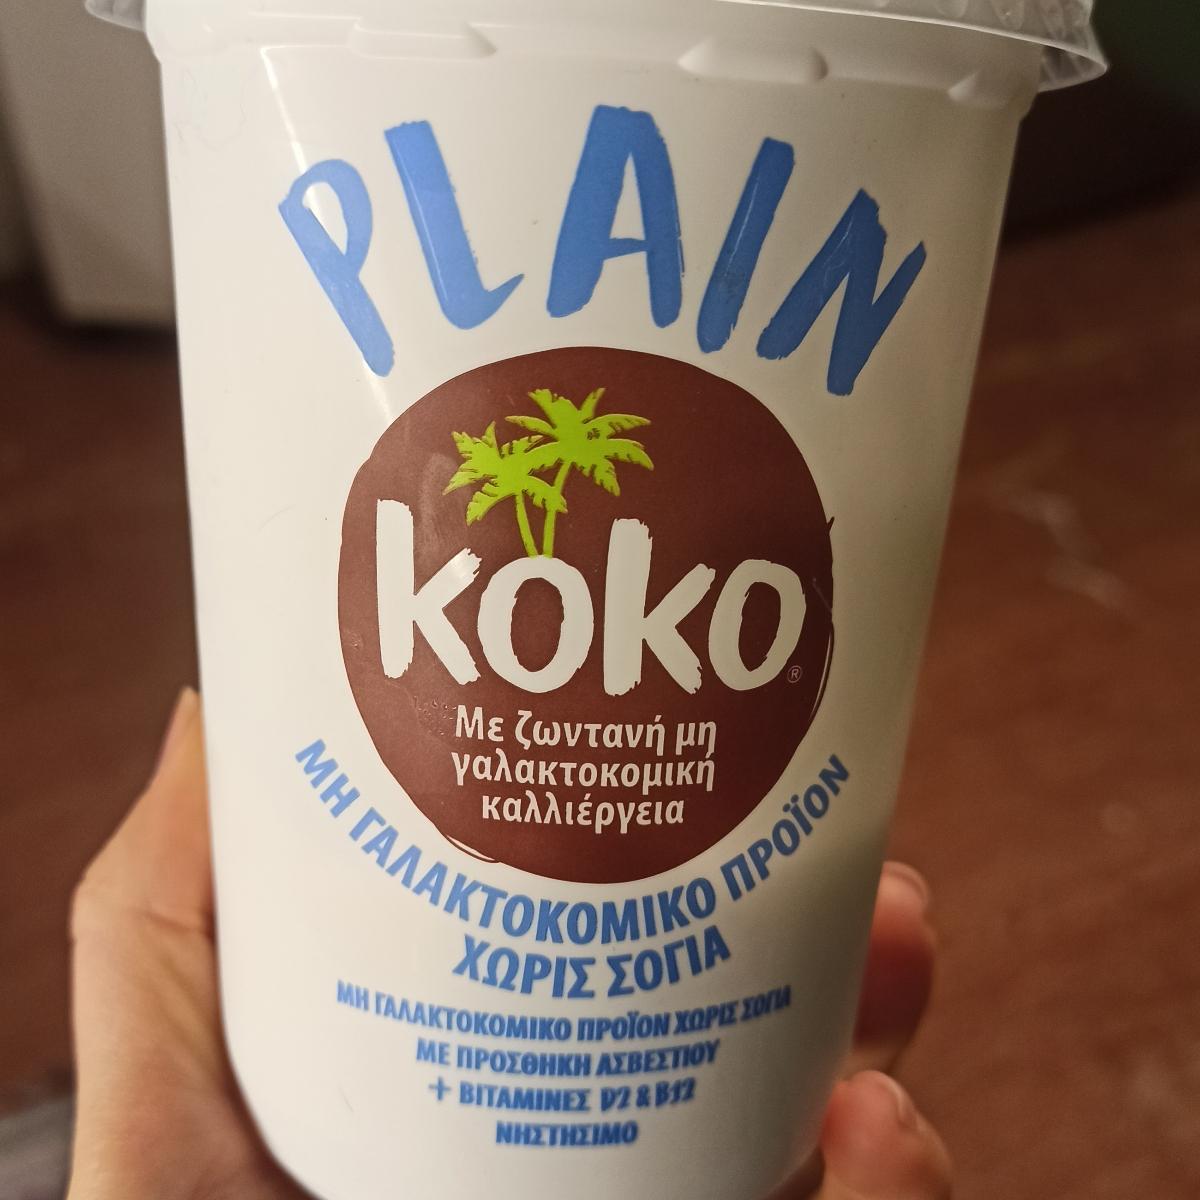 PLAIN
koko®
Με ζωντανή μη
γαλακτοκομική
καλλιέργεια
ΜΗ ΓΑΛΑΚΤΟΚΟΜΙΚΟ ΠΡΟΪΟΝ
ΧΩΡΙΣ ΣΟΓΙΑ
ΜΗ ΓΑΛΑΚΤΟΚΟΜΙΚΟ ΠΡΟΪΟΝ ΧΩΡΙΣ ΣΟΓΙΑ
ΜΕ ΠΡΟΣΘΗΚΗ ΑΣΒΕΣΤΙΟΥ
+ ΒΙΤΑΜΙΝΕΣ D2 & B12
ΝΗΣΤΗΣΙΜΟ